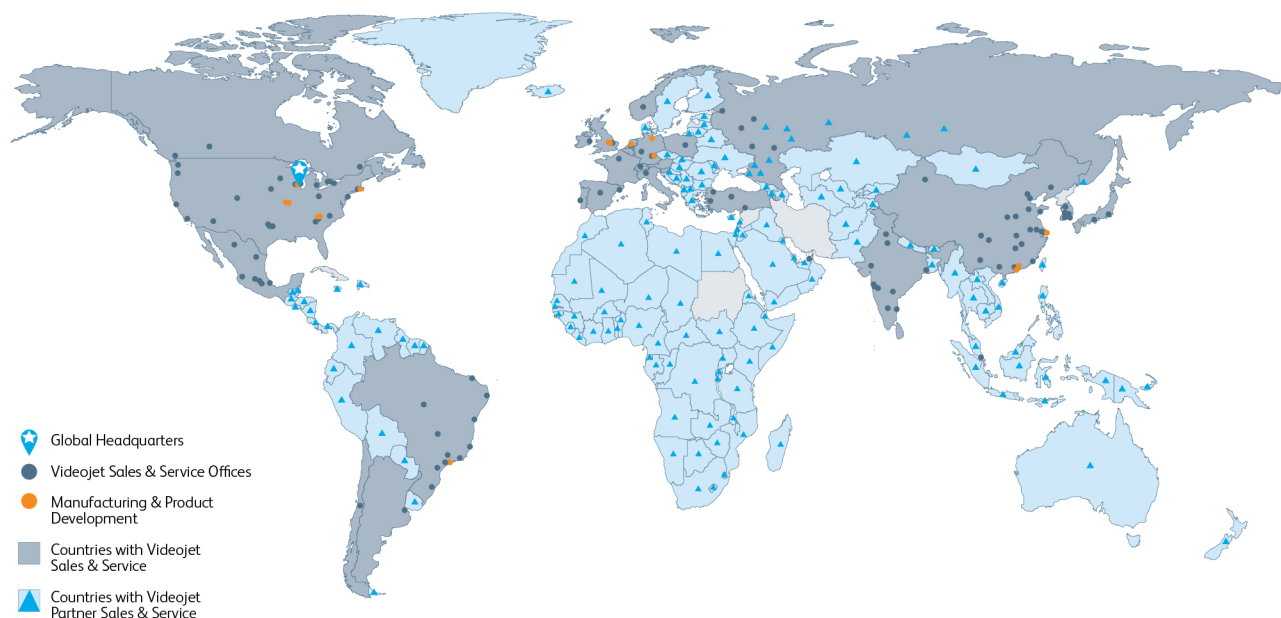 Global Headquarters
Videojet Sales & Service Offices
Manufacturing & Product
Development
Countries with Videojet
Sales & Service
Countries with Videojet
Partner Sales & Service